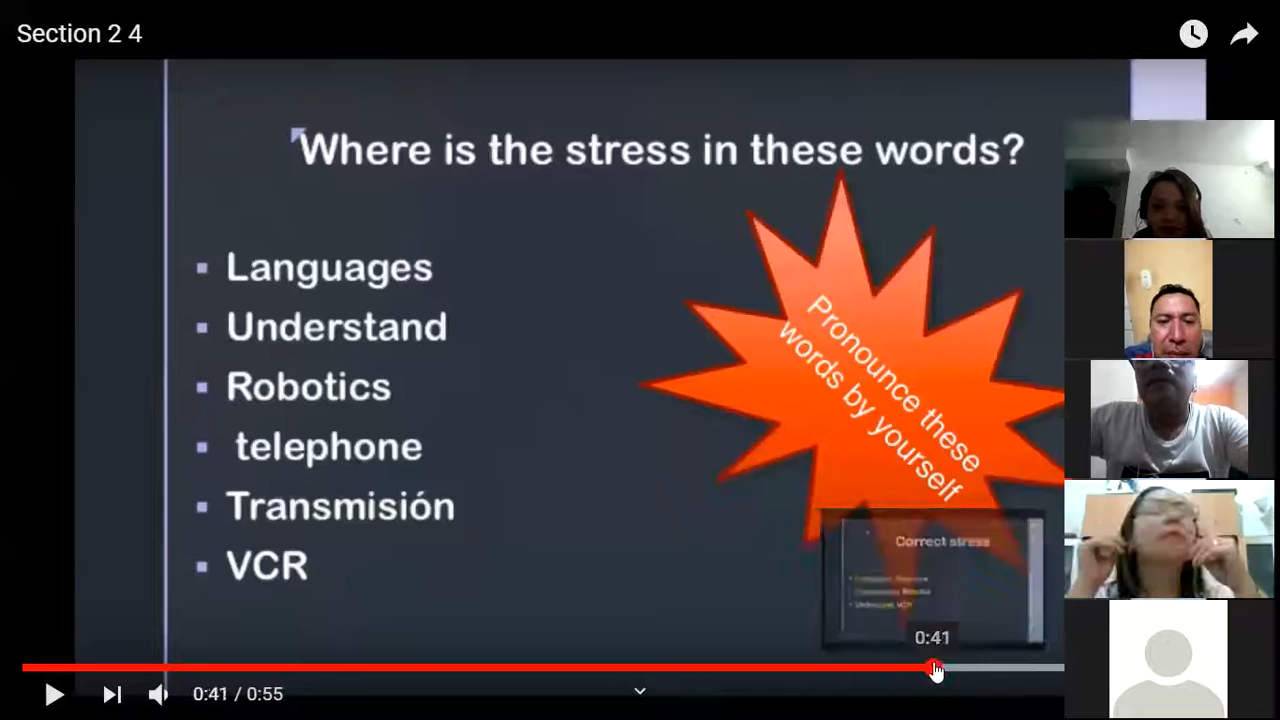 Section 2 4
Where is the stress in these words?
Languages
Understand
Robotics
telephone
Transmisión
VCR
Pronounce these
words by yourself
Correct stress
0:41
0:41 / 0:55